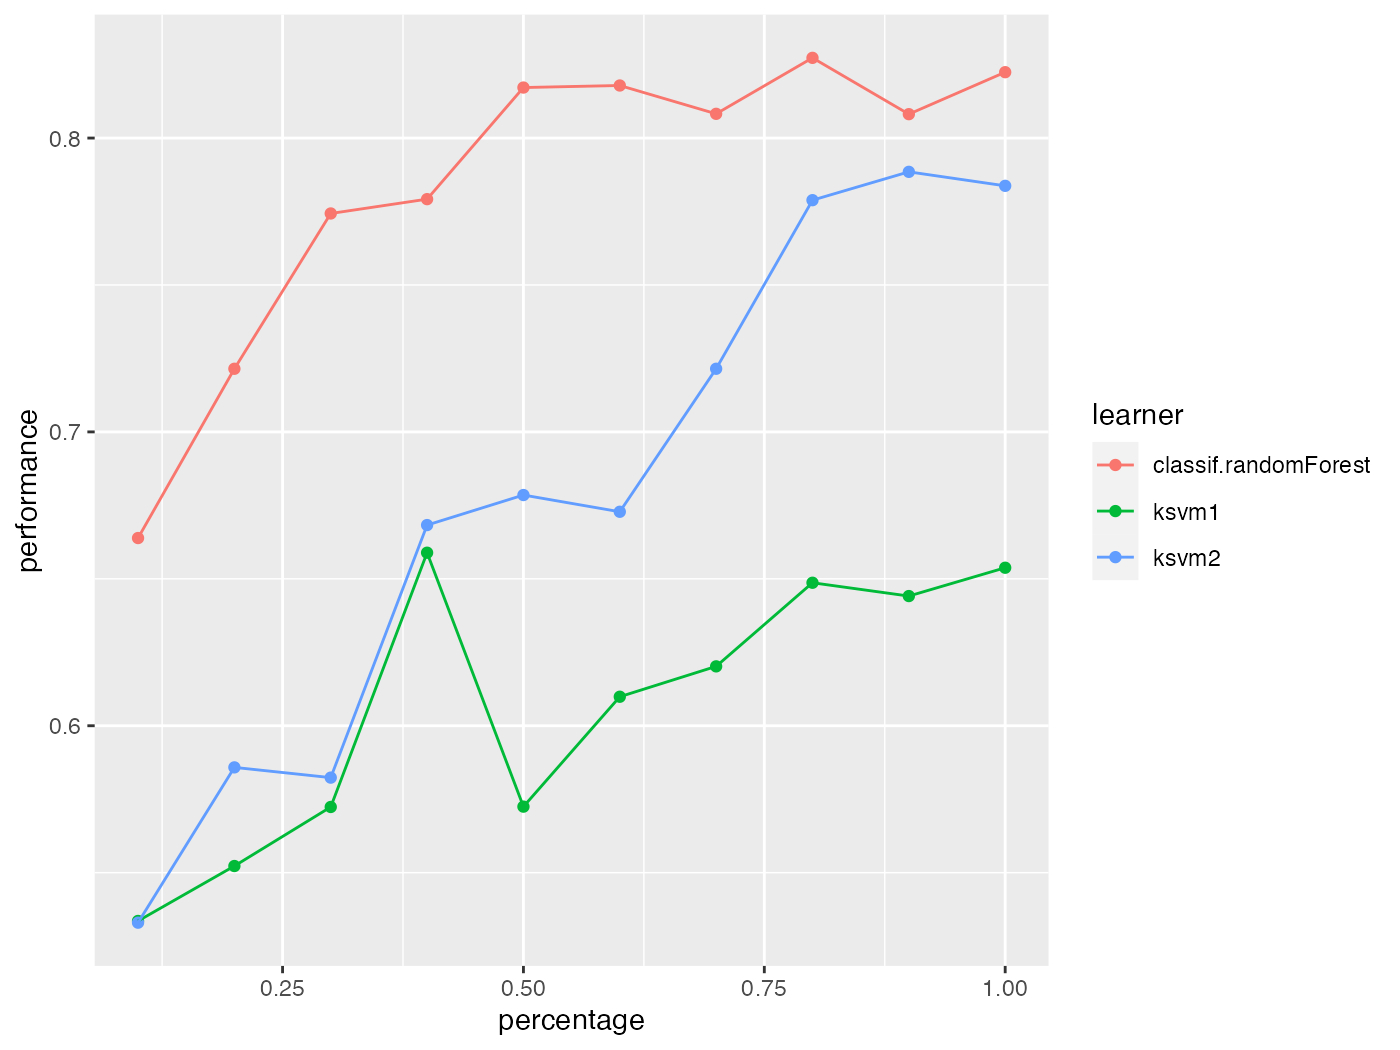 0.8
0.7
0.6
performance
0.25
0.50
0.75
1.00
percentage
learner
classif.randomForest
ksvm1
ksvm2